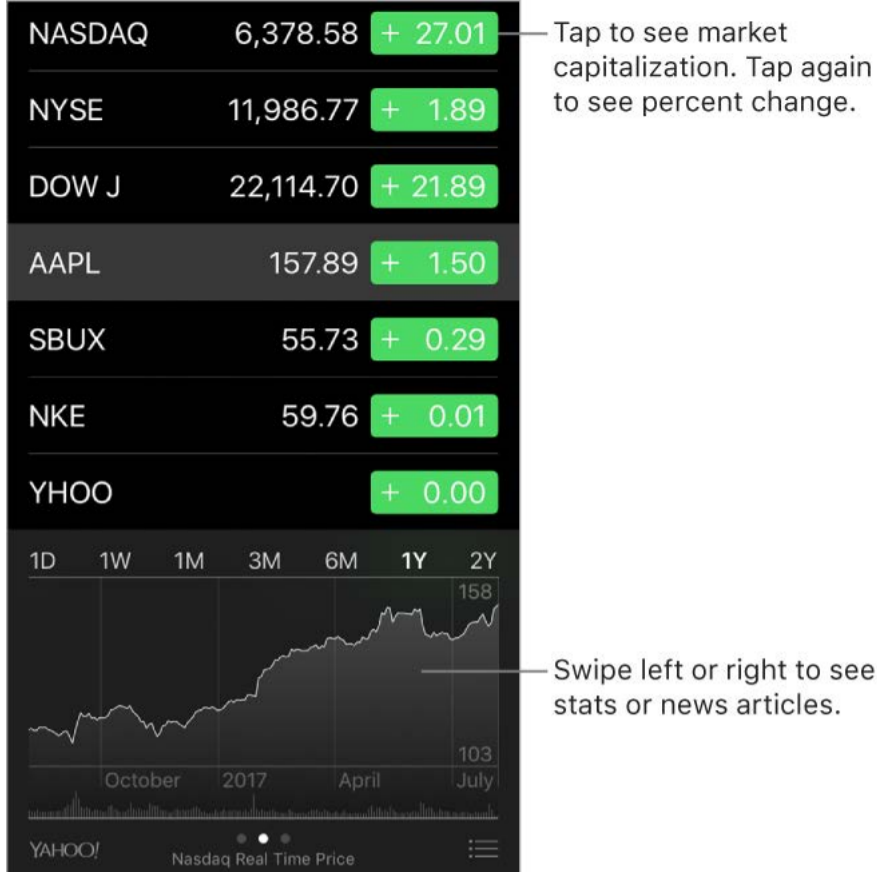 NASDAQ 6,378.58 + 27.01
Tap to see market
capitalization. Tap again
to see percent change.
NYSE 11,986.77 + 1.89
DOW J 22,114.70 + 21.89
AAPL 157.89 + 1.50
SBUX 55.73 + 0.29
NKE 59.76 + 0.01
YHOO + 0.00
1D 1W 1M 3M 6M 1Y 2Y
158
Swipe left or right to see
stats or news articles.
103
October 2017 April July
YAHOO!
Nasdaq Real Time Price